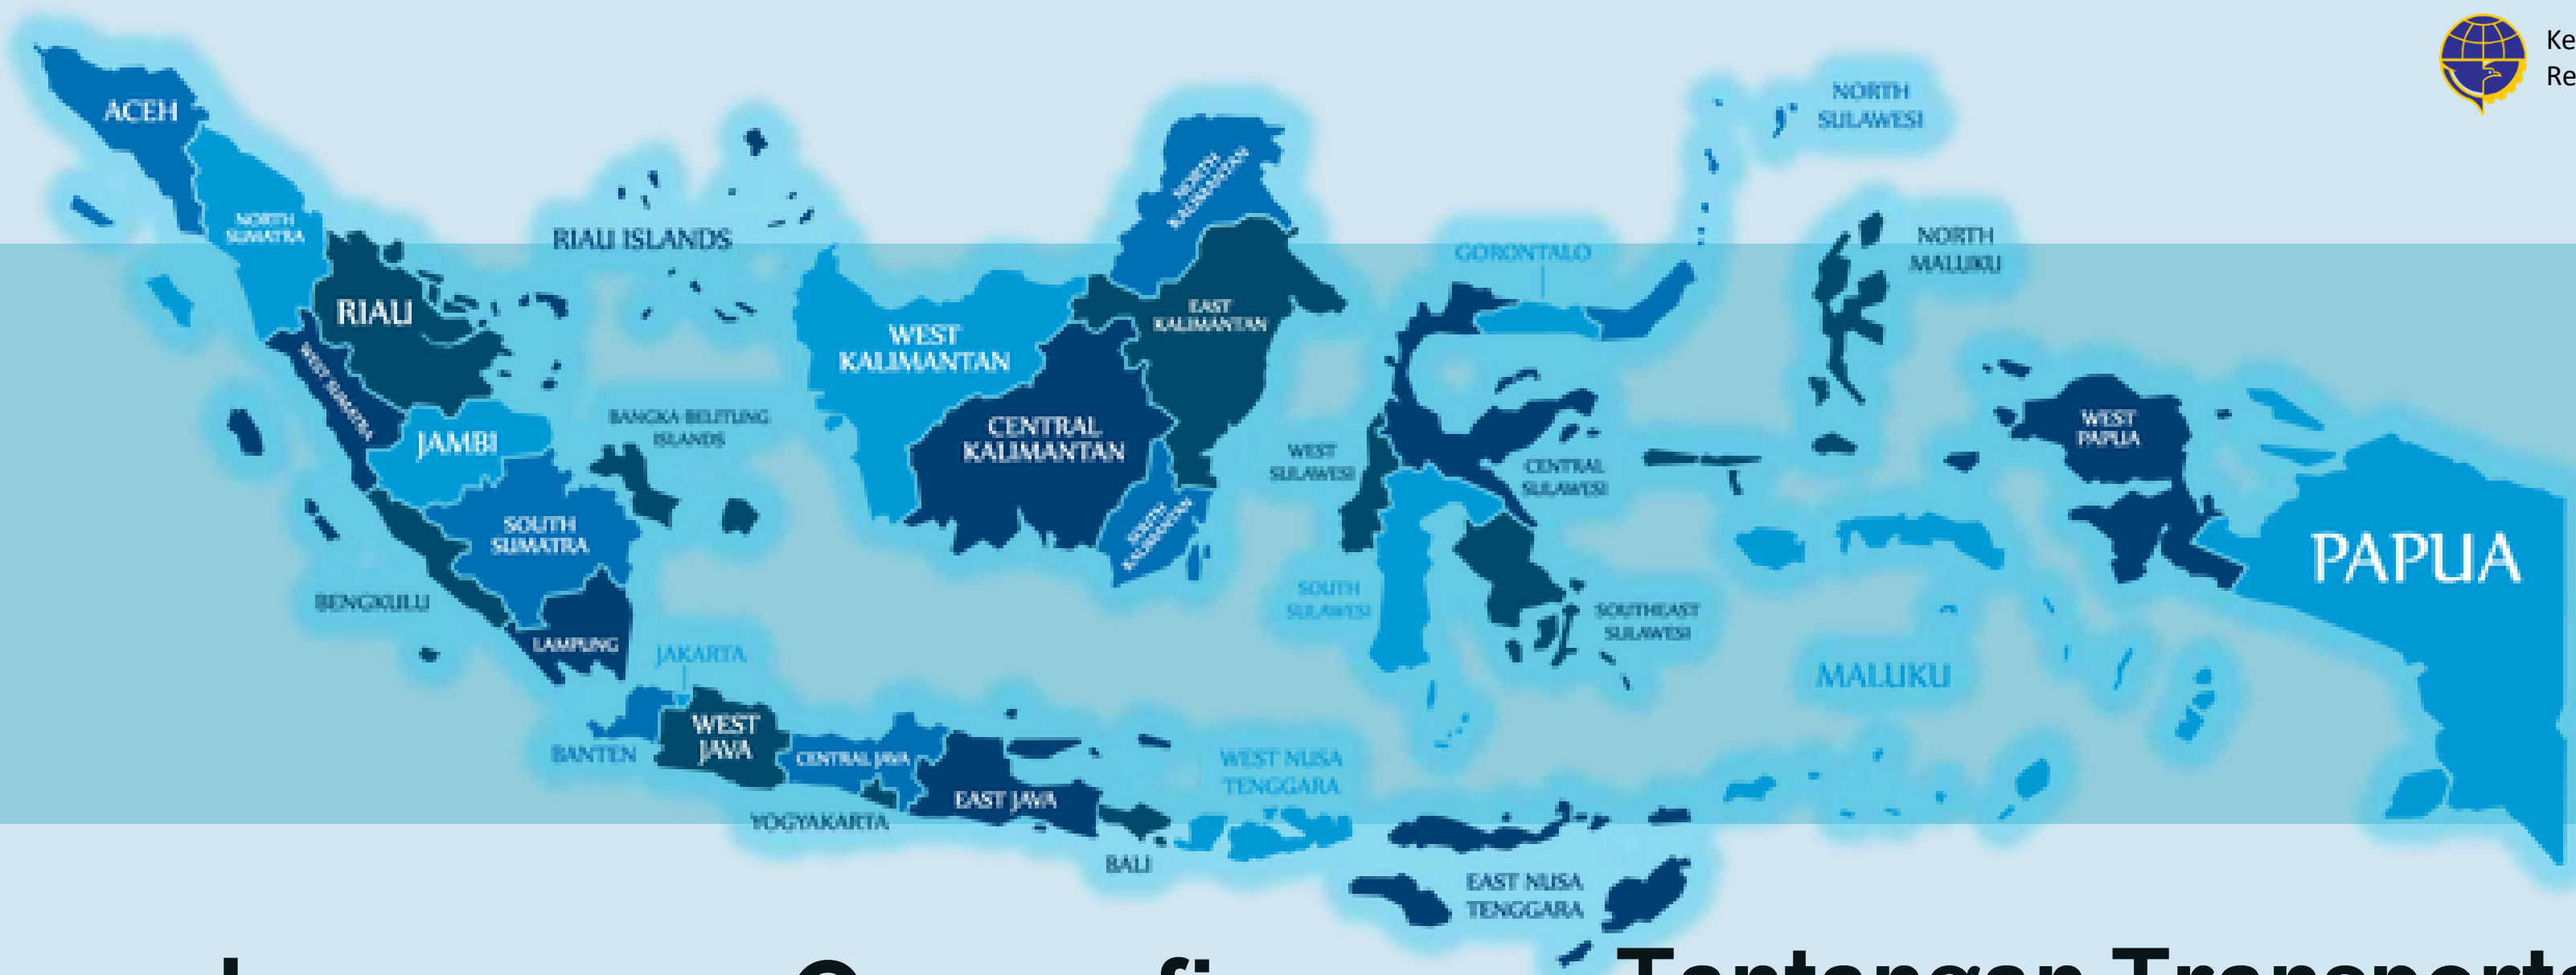 Ke
Re
ACEH
NORTH
SULAWESI
NORTH
KALIMANTAN
NORTH
SUMATRA
RIAU ISLANDS
GORONTALO
NORTH
MALUKU
RIAU
EAST
KALIMANTAN
WEST
KALIMANTAN
WEST SUMATRA
BANGKA BELITUNG
ISLANDS
JAMBI
CENTRAL
KALIMANTAN
WEST
SULAWESI
CENTRAL
SULAWESI
WEST
PAPUA
SOUTH
SUMATRA
SOUTH
KALIMANTAN
PAPUA
BENGKULU
SOUTH
SULAWESI
SOUTHEAST
SULAWESI
LAMPUNG
JAKARTA
MALUKU
BANTEN
WEST
JAVA
CENTRAL JAVA
WEST NUSA
TENGGARA
EAST JAVA
YOGYAKARTA
BALI
EAST NUSA
TENGGARA
Tantangan Transport